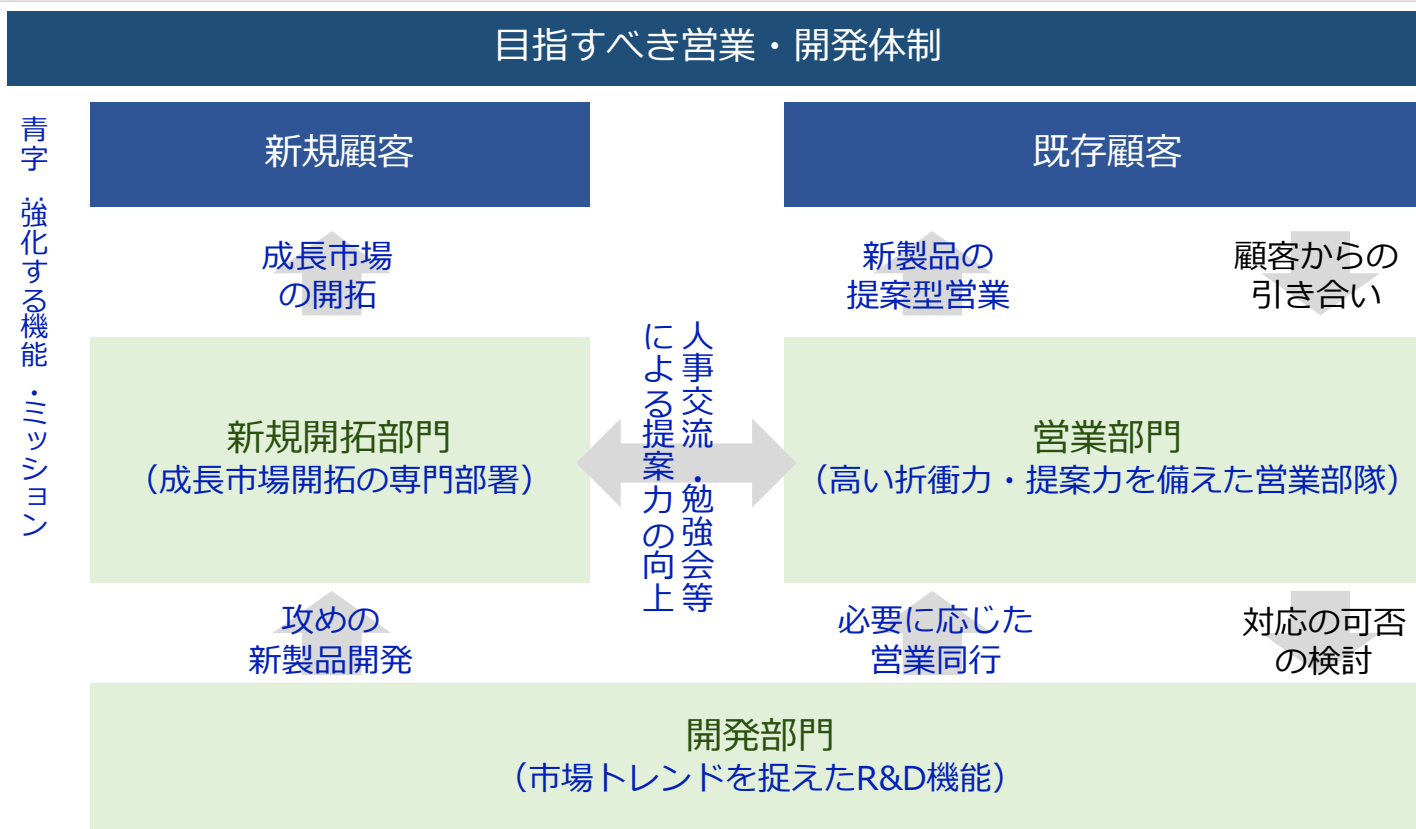 目指すべき営業・開発体制
青字:強化する機能・ミッション
新規顧客
既存顧客
成長市場
の開拓
新製品の
提案型営業
顧客からの
引き合い
人事交流・勉強会等
による提案力の向上
新規開拓部門
(成長市場開拓の専門部署)
営業部門
(高い折衝力・提案力を備えた営業部隊)
攻めの
新製品開発
必要に応じた
営業同行
対応の可否
の検討
開発部門
(市場トレンドを捉えたR&D機能)